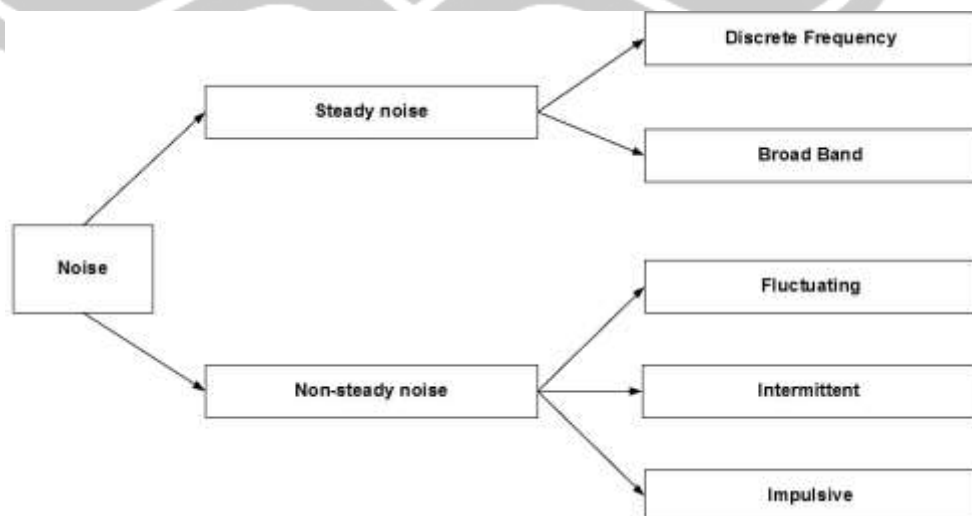 Discrete Frequency
Steady noise
Broad Band
Noise
Fluctuating
Non-steady noise
Intermittent
Impulsive